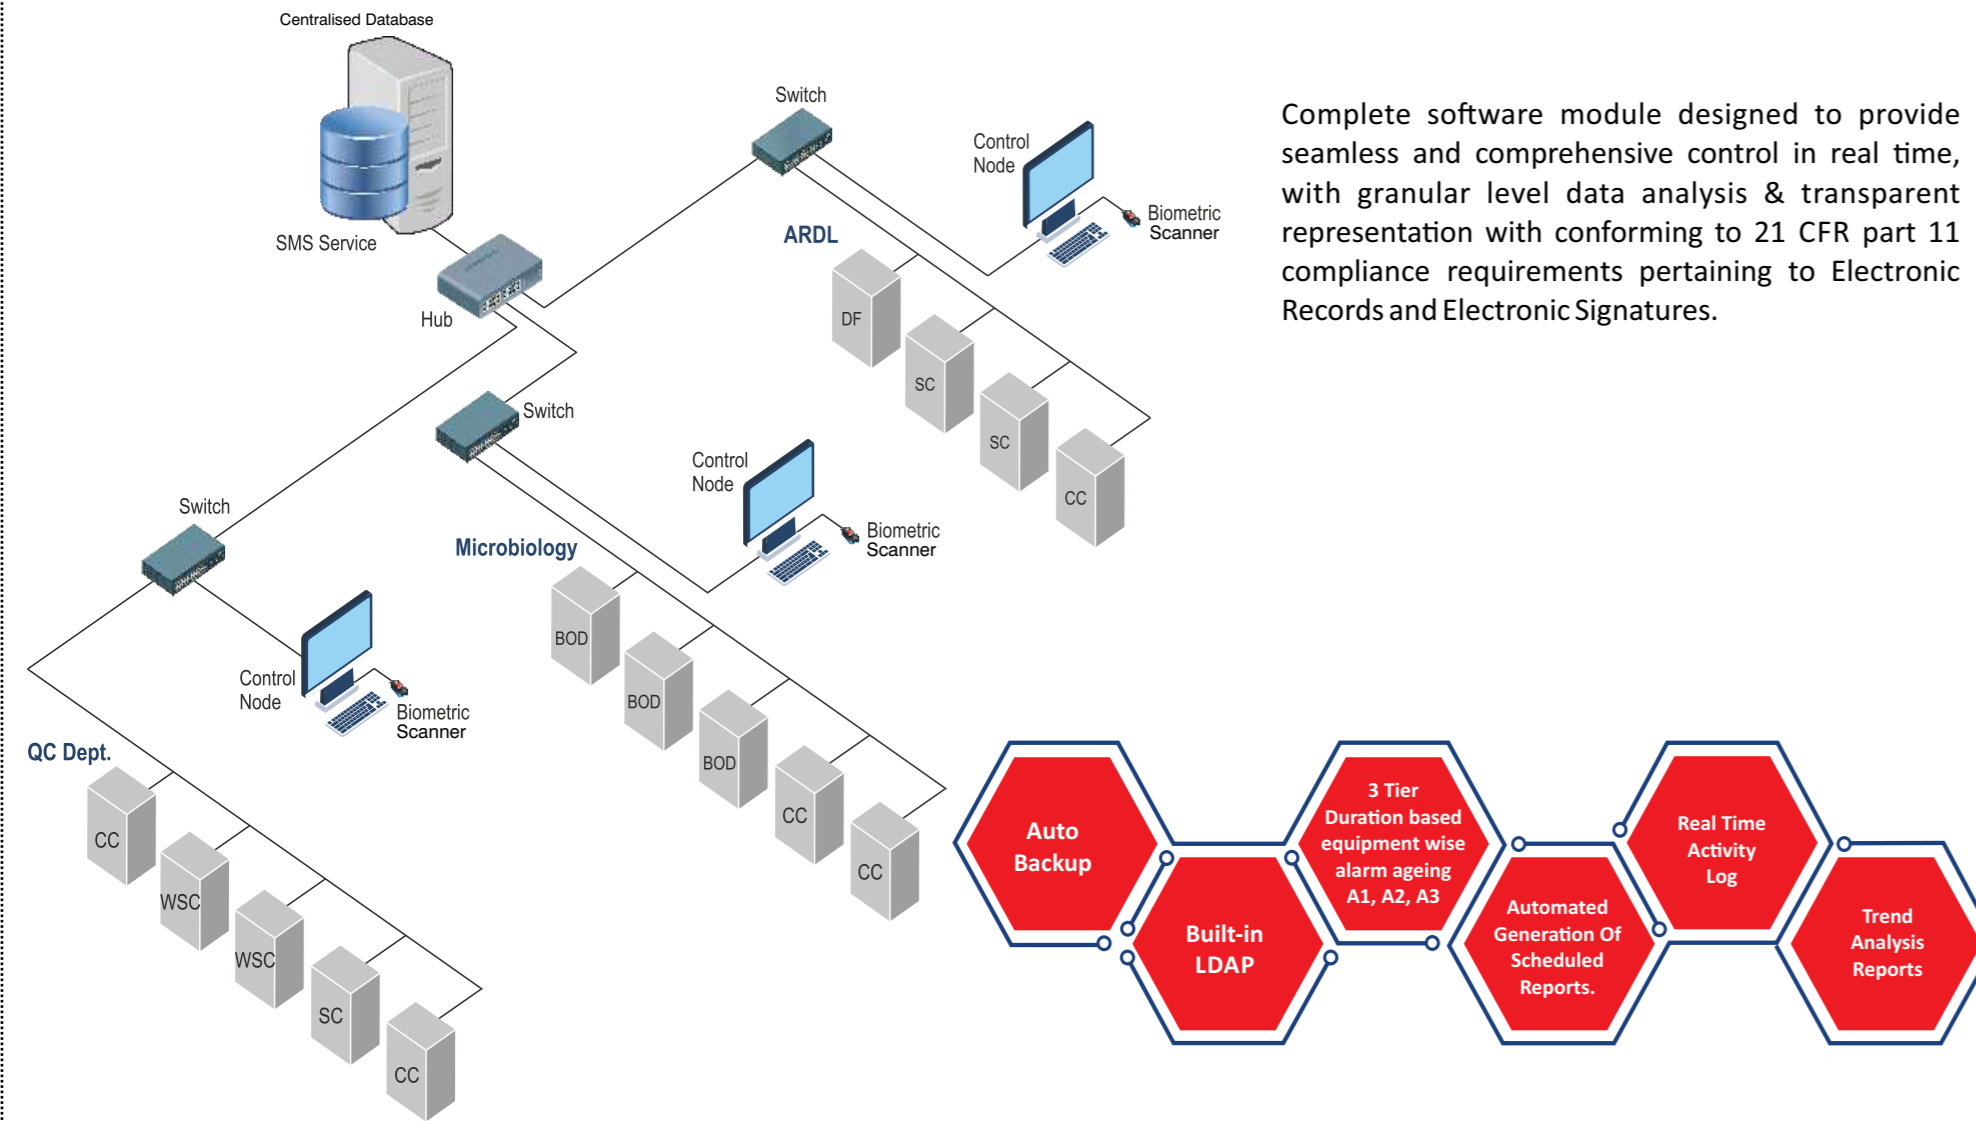 Centralised Database
SMS Service
Hub
Switch
Control
Node
Biometric
Scanner
ARDL
DF
SC
SC
CC
Switch
Control
Node
Biometric
Scanner
Microbiology
BOD
BOD
BOD
CC
CC
Switch
Control
Node
Biometric
Scanner
QC Dept.
CC
WSC
WSC
SC
CC
Complete software module designed to provide
seamless and comprehensive control in real time,
with granular level data analysis & transparent
representation with conforming to 21 CFR part 11
compliance requirements pertaining to Electronic
Records and Electronic Signatures.
Auto
Backup
Built-in
LDAP
3 Tier
Duration based
equipment wise
alarm ageing
A1, A2, A3
Automated
Generation Of
Scheduled
Reports.
Real Time
Activity
Log
Trend
Analysis
Reports